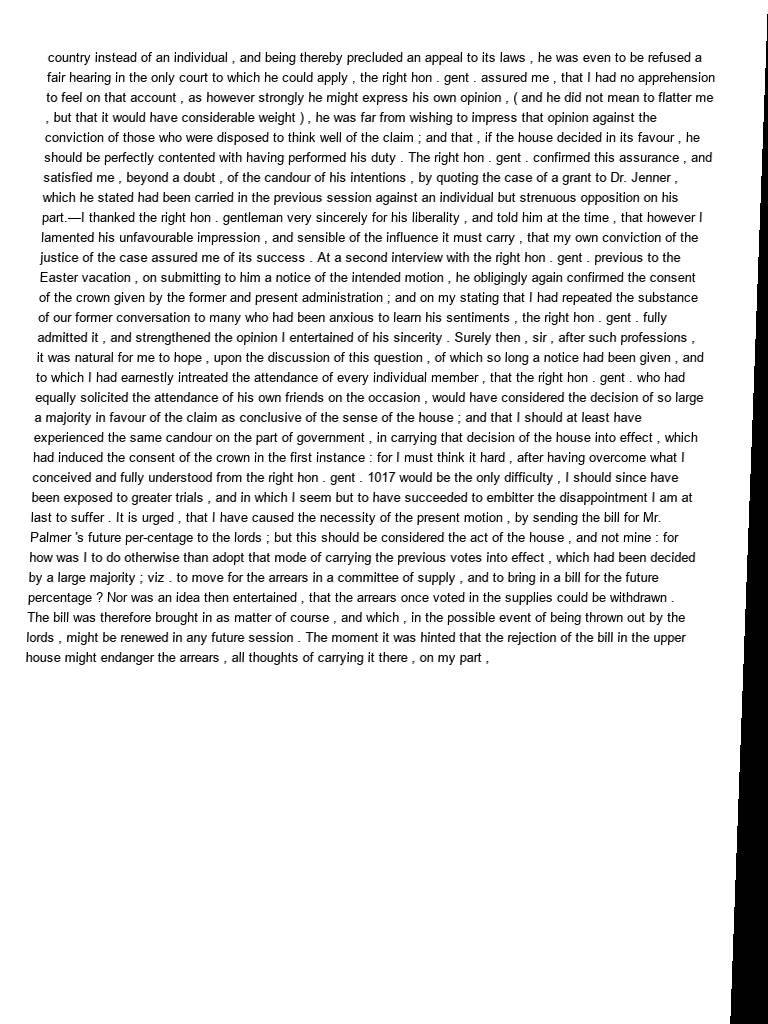 country instead of an individual , and being thereby precluded an appeal to its laws , he was even to be refused a
fair hearing in the only court to which he could apply , the right hon . gent . assured me , that I had no apprehension
to feel on that account , as however strongly he might express his own opinion , ( and he did not mean to flatter me
, but that it would have considerable weight ) , he was far from wishing to impress that opinion against the
conviction of those who were disposed to think well of the claim ; and that , if the house decided in its favour , he
should be perfectly contented with having performed his duty . The right hon . gent . confirmed this assurance , and
satisfied me , beyond a doubt , of the candour of his intentions , by quoting the case of a grant to Dr. Jenner ,
which he stated had been carried in the previous session against an individual but strenuous opposition on his
part.—I thanked the right hon . gentleman very sincerely for his liberality , and told him at the time , that however I
lamented his unfavourable impression , and sensible of the influence it must carry , that my own conviction of the
justice of the case assured me of its success . At a second interview with the right hon . gent . previous to the
Easter vacation , on submitting to him a notice of the intended motion , he obligingly again confirmed the consent
of the crown given by the former and present administration ; and on my stating that I had repeated the substance
of our former conversation to many who had been anxious to learn his sentiments , the right hon . gent . fully
admitted it , and strengthened the opinion I entertained of his sincerity . Surely then , sir , after such professions ,
it was natural for me to hope , upon the discussion of this question , of which so long a notice had been given , and
to which I had earnestly intreated the attendance of every individual member , that the right hon . gent . who had
equally solicited the attendance of his own friends on the occasion , would have considered the decision of so large
a majority in favour of the claim as conclusive of the sense of the house ; and that I should at least have
experienced the same candour on the part of government , in carrying that decision of the house into effect , which
had induced the consent of the crown in the first instance : for I must think it hard , after having overcome what I
conceived and fully understood from the right hon . gent . 1017 would be the only difficulty , I should since have
been exposed to greater trials , and in which I seem but to have succeeded to embitter the disappointment I am at
last to suffer . It is urged , that I have caused the necessity of the present motion , by sending the bill for Mr.
Palmer 's future per-centage to the lords ; but this should be considered the act of the house , and not mine : for
how was I to do otherwise than adopt that mode of carrying the previous votes into effect , which had been decided
by a large majority ; viz . to move for the arrears in a committee of supply , and to bring in a bill for the future
percentage ? Nor was an idea then entertained , that the arrears once voted in the supplies could be withdrawn .
The bill was therefore brought in as matter of course , and which , in the possible event of being thrown out by the
lords , might be renewed in any future session . The moment it was hinted that the rejection of the bill in the upper
house might endanger the arrears , all thoughts of carrying it there , on my part ,